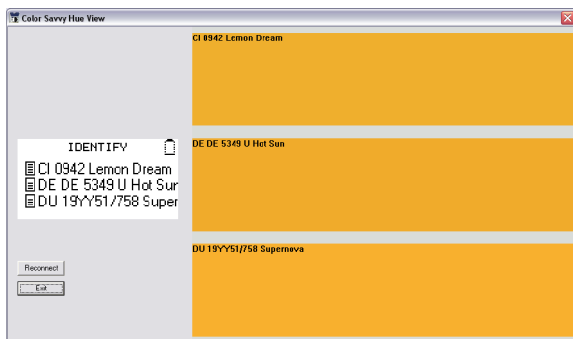 Color Savvy Hue View
CI 0942 Lemon Dream
IDENTIFY
CI 0942 Lemon Dream
DE DE 5349 U Hot Sun
DU 19YY51/758 Super
DE DE 5349 U Hot Sun
DU 19YY51/758 Supernova
Reconnect
Exit